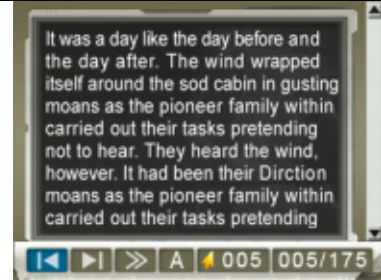 It was a day like the day before and
the day after. The wind wrapped
itself around the sod cabin in gusting
moans as the pioneer family within
carried out their tasks pretending
not to hear. They heard the wind,
however. It had been their Dirction
moans as the pioneer family within
carried out their tasks pretending
A 005 005/175